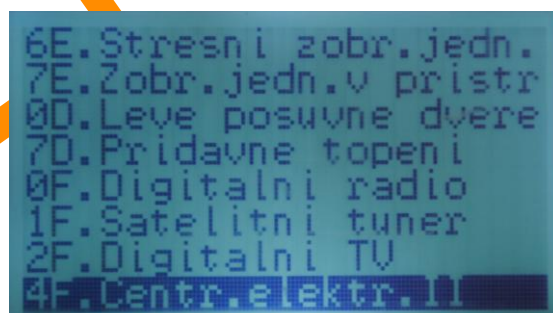 6E.Stresni zobr.jedn.
7E.Zobr.jedn.v pristr
0D.Leve posuvne dvere
7D.Pridavne topeni
0F.Digitalni radio
1F.Satelitni tuner
2F.Digitalni TV
4F.Centr.elektr.II